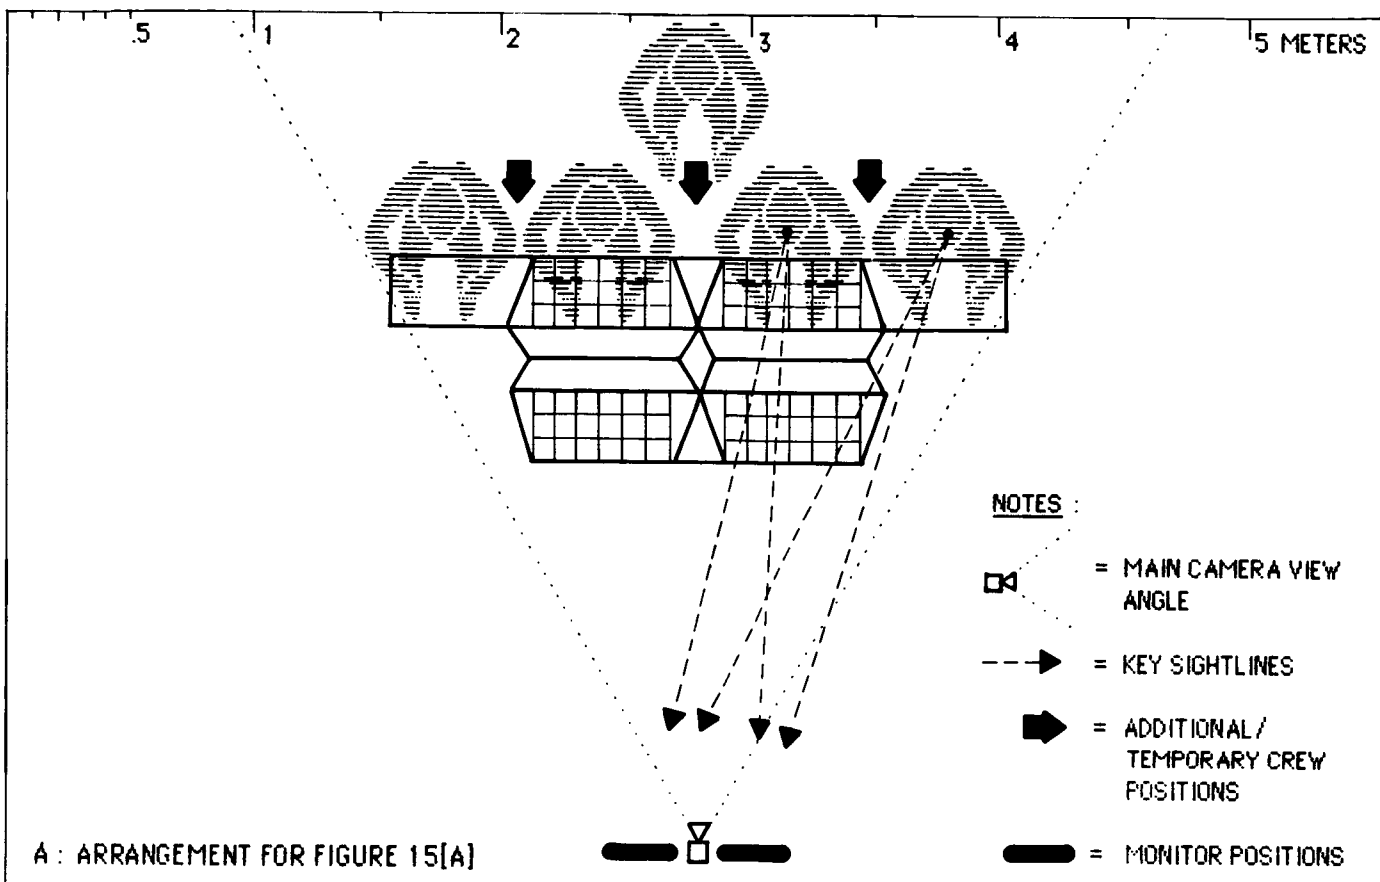 .5 1 2 3 4 5 METERS
NOTES :
= MAIN CAMERA VIEW
ANGLE
= KEY SIGHTLINES
= ADDITIONAL/
TEMPORARY CREW
POSITIONS
= MONITOR POSITIONS
A : ARRANGEMENT FOR FIGURE 15[A]